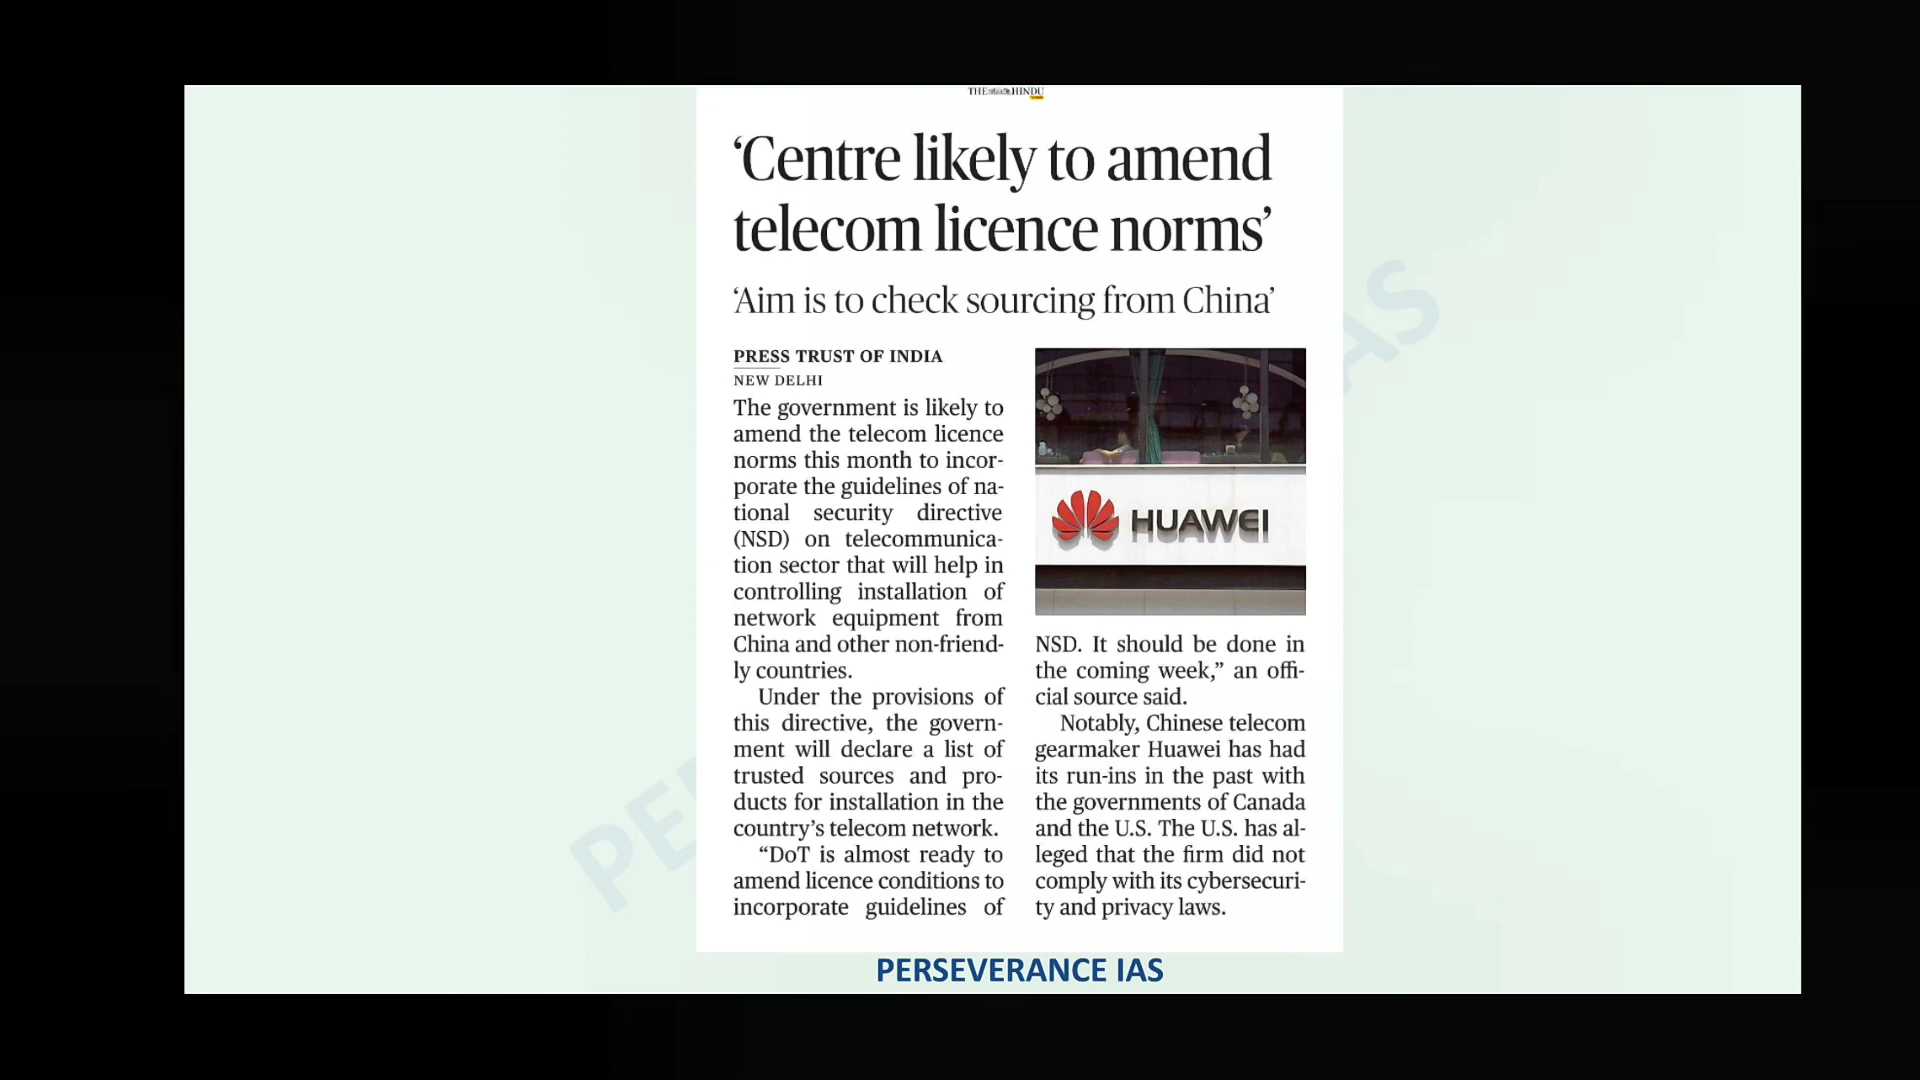 THE HINDU
‘Centre likely to amend
telecom licence norms’
‘Aim is to check sourcing from China’
PRESS TRUST OF INDIA
NEW DELHI
The government is likely to
amend the telecom licence
norms this month to incor-
porate the guidelines of na-
tional security directive
(NSD) on telecommunica-
tion sector that will help in
controlling installation of
network equipment from
China and other non-friend-
ly countries.
Under the provisions of
this directive, the govern-
ment will declare a list of
trusted sources and pro-
ducts for installation in the
country’s telecom network.
“DoT is almost ready to
amend licence conditions to
incorporate guidelines of
HUAWEI
NSD. It should be done in
the coming week,” an offi-
cial source said.
Notably, Chinese telecom
gearmaker Huawei has had
its run-ins in the past with
the governments of Canada
and the U.S. The U.S. has al-
leged that the firm did not
comply with its cybersecuri-
ty and privacy laws.
PERSEVERANCE IAS